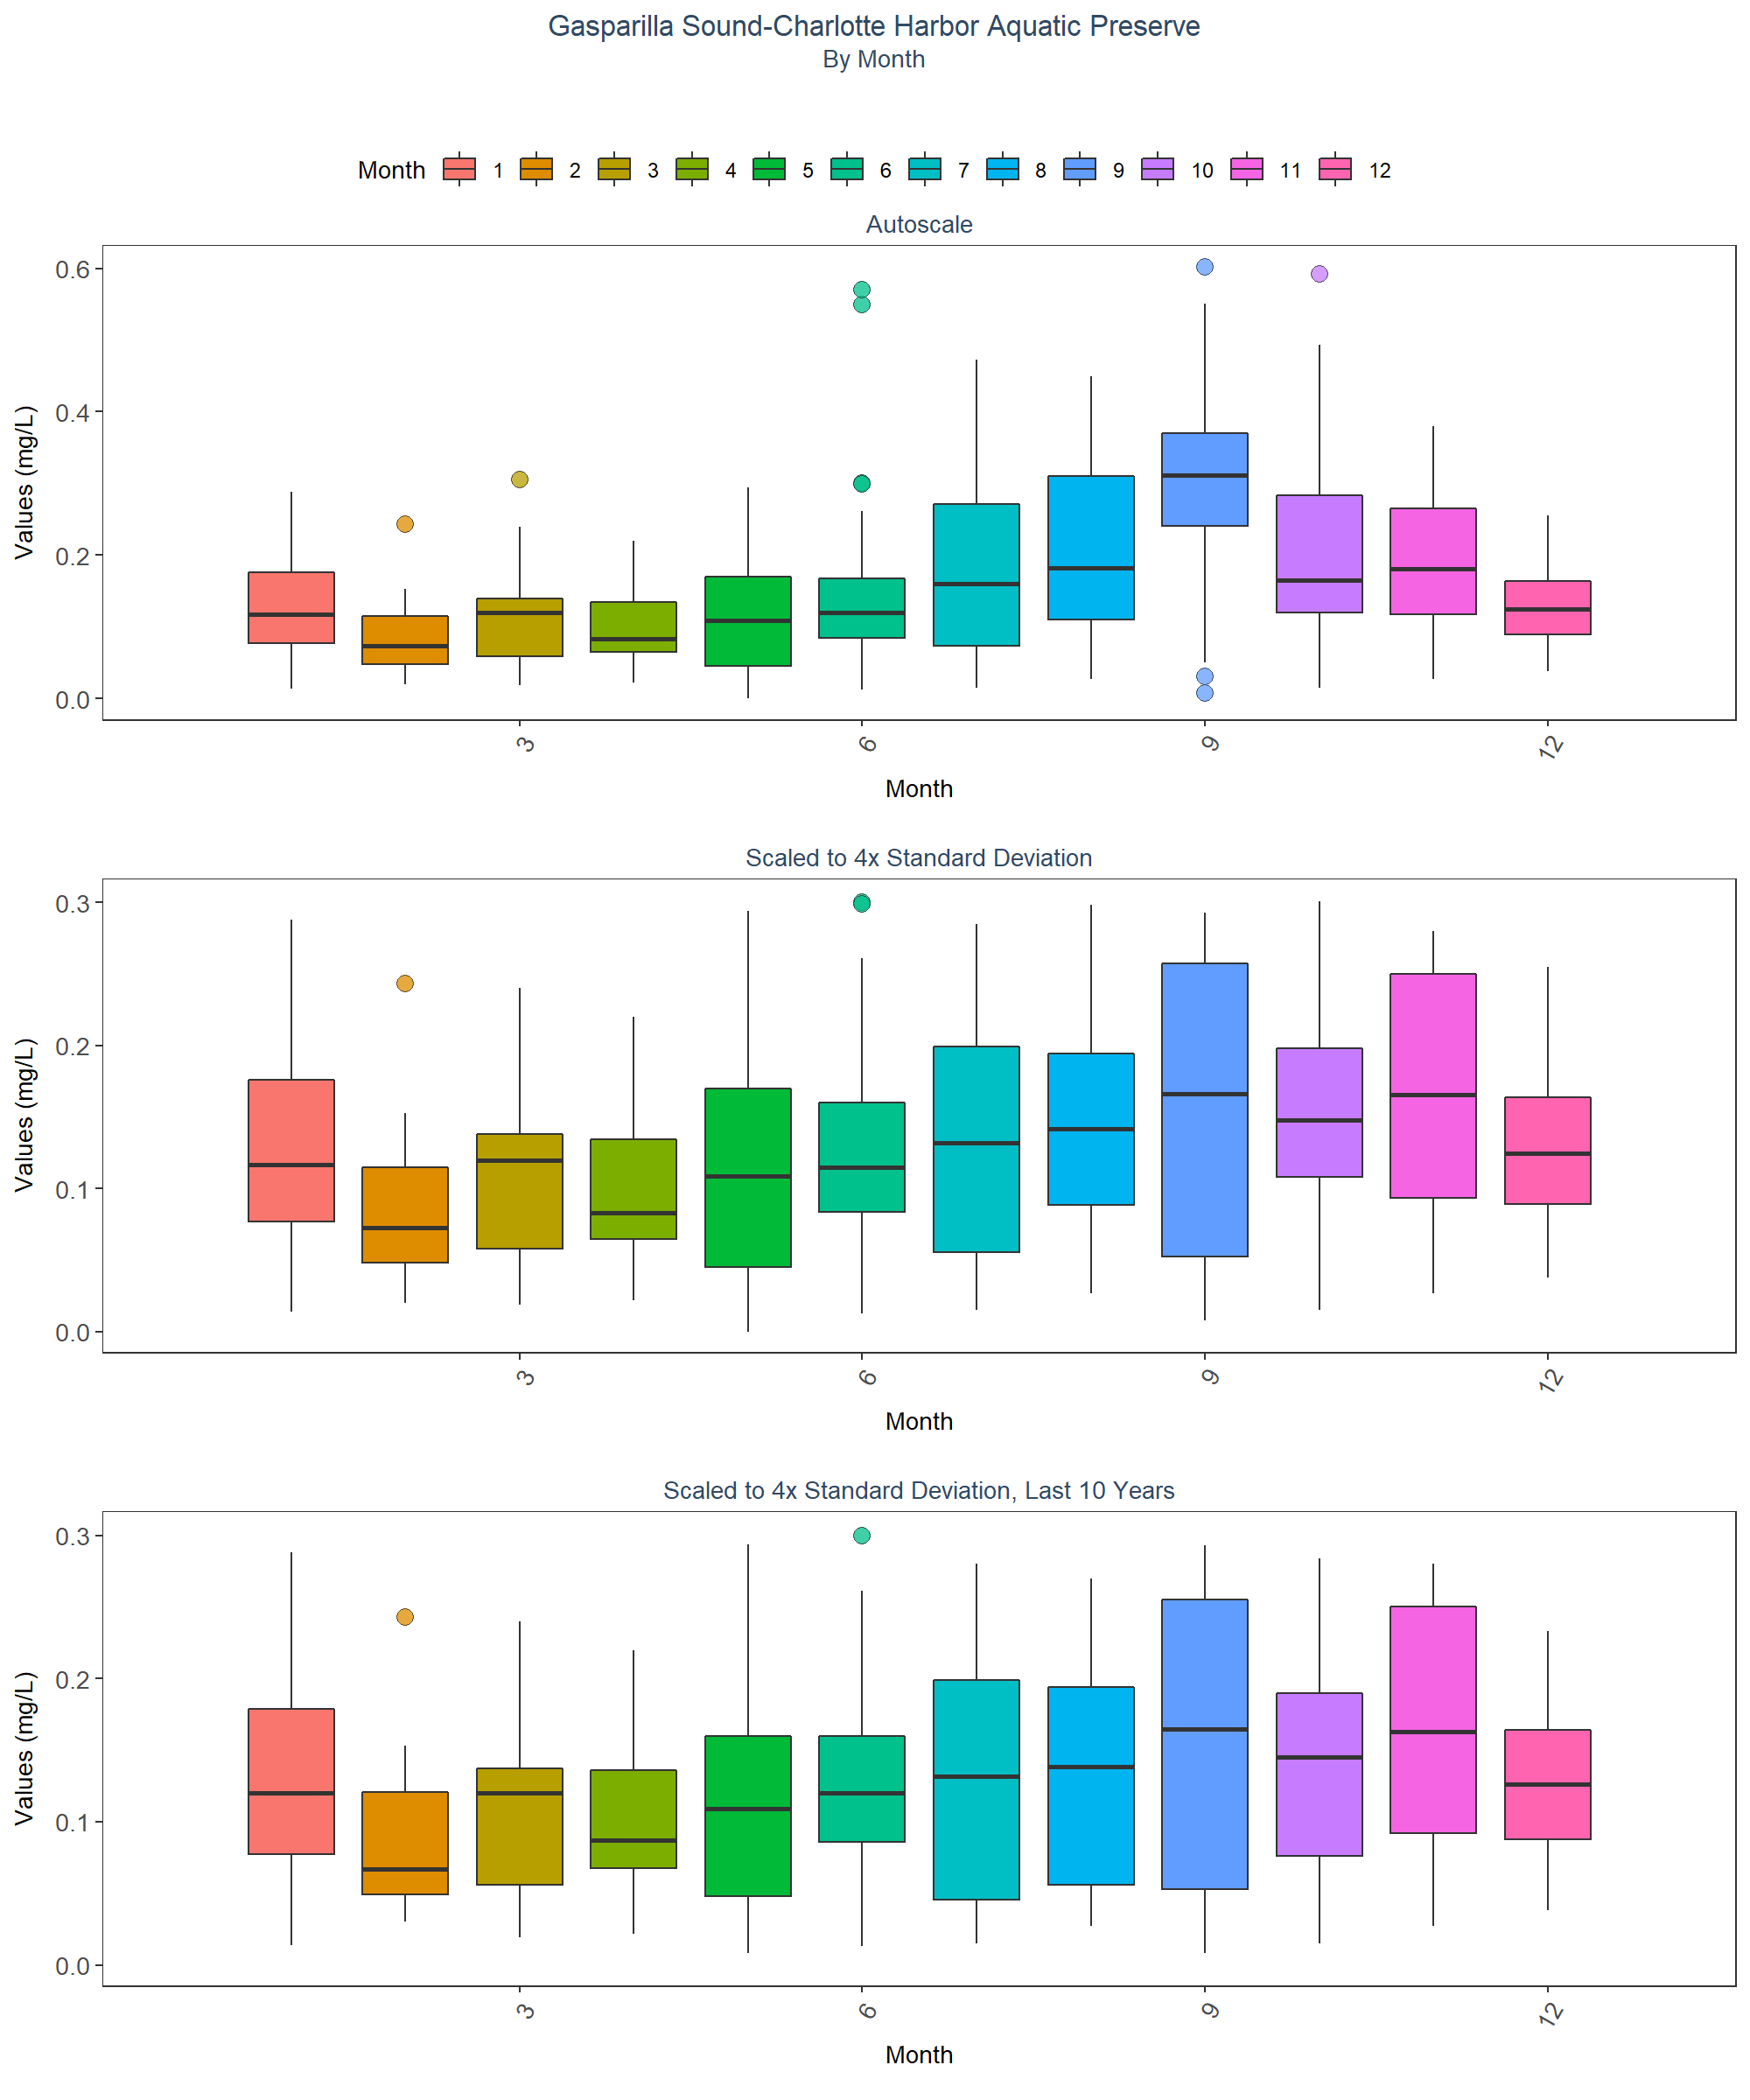 Gasparilla Sound-Charlotte Harbor Aquatic Preserve
By Month
Month 1 2 3 4 5 6 7 8 9 10 11 12
Autoscale
Values (mg/L)
0.6
0.4
0.2
0.0
3 6 9 12
Month
Scaled to 4x Standard Deviation
Values (mg/L)
0.3
0.2
0.1
0.0
3 6 9 12
Month
Scaled to 4x Standard Deviation, Last 10 Years
Values (mg/L)
0.3
0.2
0.1
0.0
3 6 9 12
Month